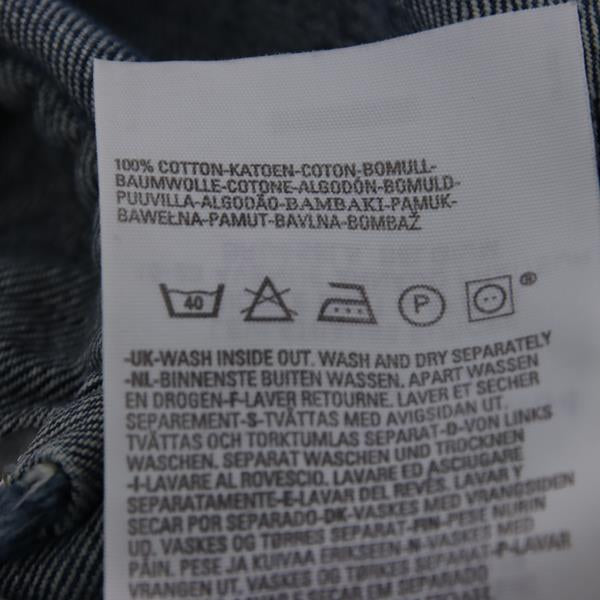 100% COTTON-KATOEN-COTON-BOMULL-
BAUMWOLLE-COTONE-ALGODÓN-BOMULD-
PUUVILLA-ALGODÃO-BAMBAKI-PAMUK-
BAWEŁNA-PAMUT-BAVLNA-BOMBAŽ
40 P ®
-UK-WASH INSIDE OUT. WASH AND DRY SEPARATELY
-NL-BINNENSTE BUITEN WASSEN. APART WASSEN
EN DROGEN-F-LAVER RETOURNE. LAVER ET SECHER
SEPAREMENT-S-TVÄTTAS MED AVIGSIDAN UT.
TVÄTTAS OCH TORKTUMLAS SEPARAT-D-VON LINKS
WASCHEN. SEPARAT WASCHEN UND TROCKNEN
-I-LAVARE AL ROVESCIO. LAVARE ED ASCIUGARE
SEPARATAMENTE-E-LAVAR DEL REVÉS. LAVAR Y
SECAR POR SEPARADO-DK-VASKES MED VRANGSIDEN
UD. VASKES OG TØRRES SEPARAT-FIN-PESE NURIN
PÄIN. PESE JA KUIVAA ERIKSEEN-N-VASKES MED
VRANGEN UT. VASKES OG TØRKES SEPARAT-P-LAVAR